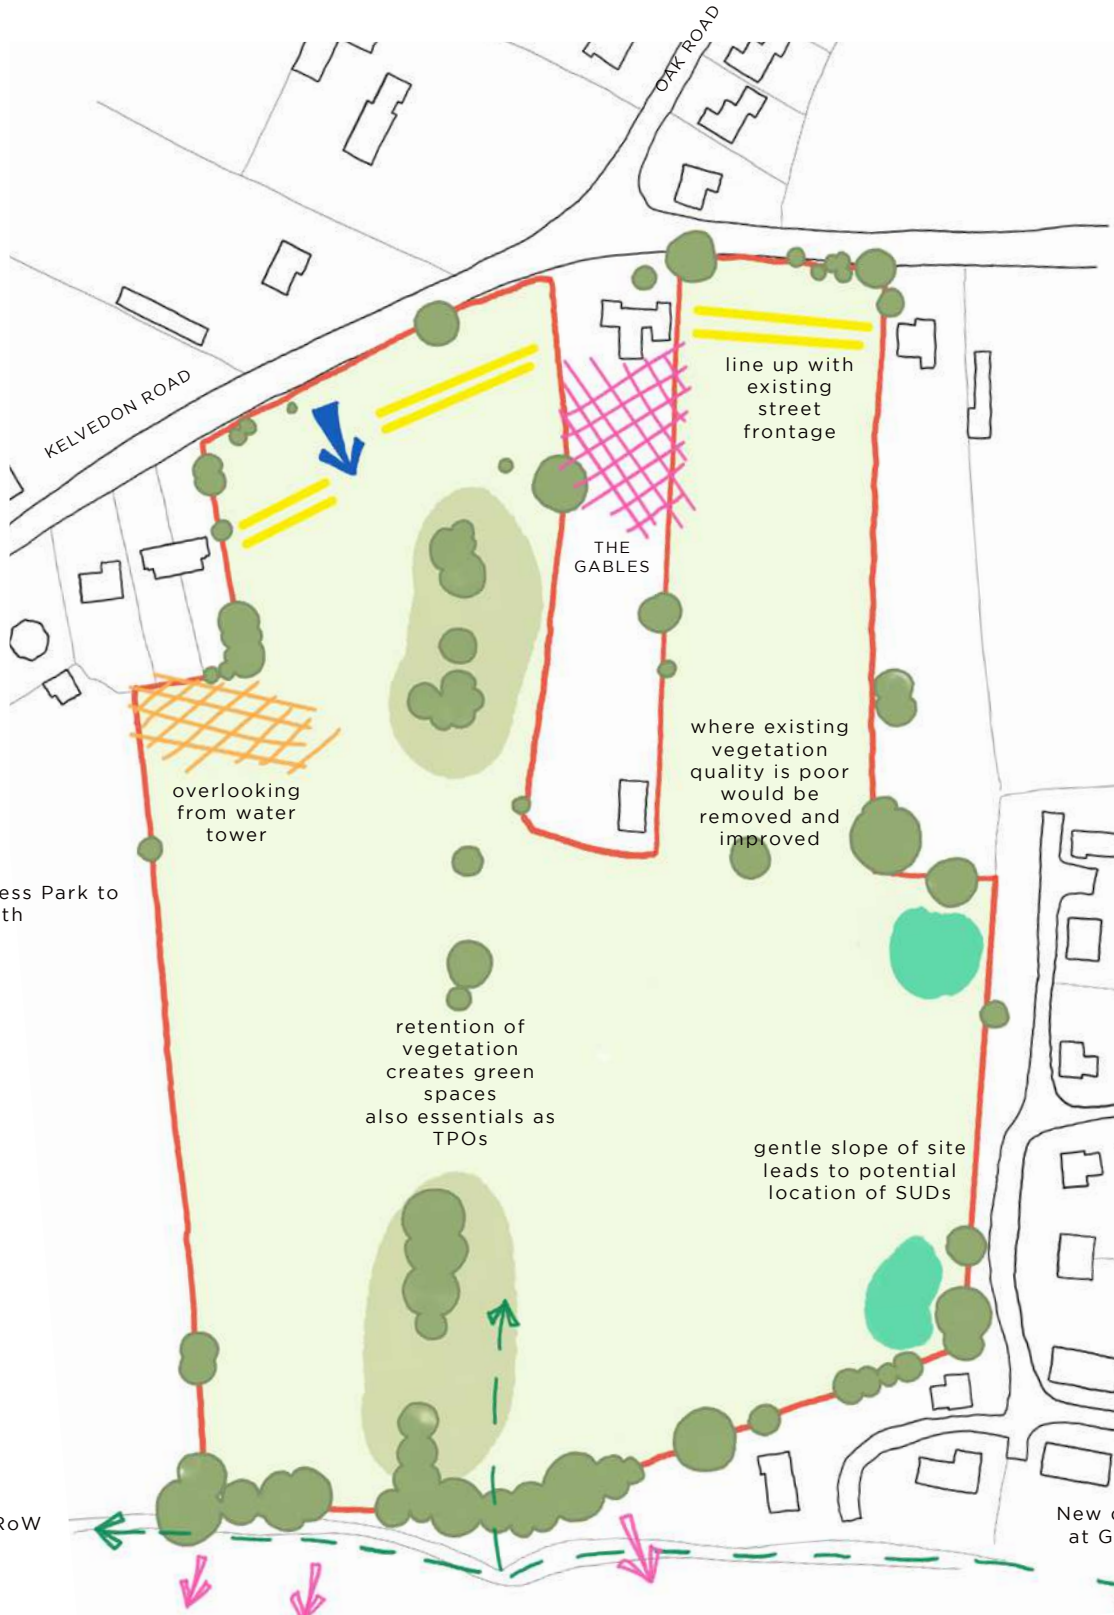 OAK ROAD
KELVEDON ROAD
line up with
existing
street
frontage
THE
GABLES
where existing
vegetation
quality is poor
would be
removed and
improved
overlooking
from water
tower
ess Park to
th
retention of
vegetation
creates green
spaces
also essentials as
TPOs
gentle slope of site
leads to potential
location of SUDs
RoW
New
at G